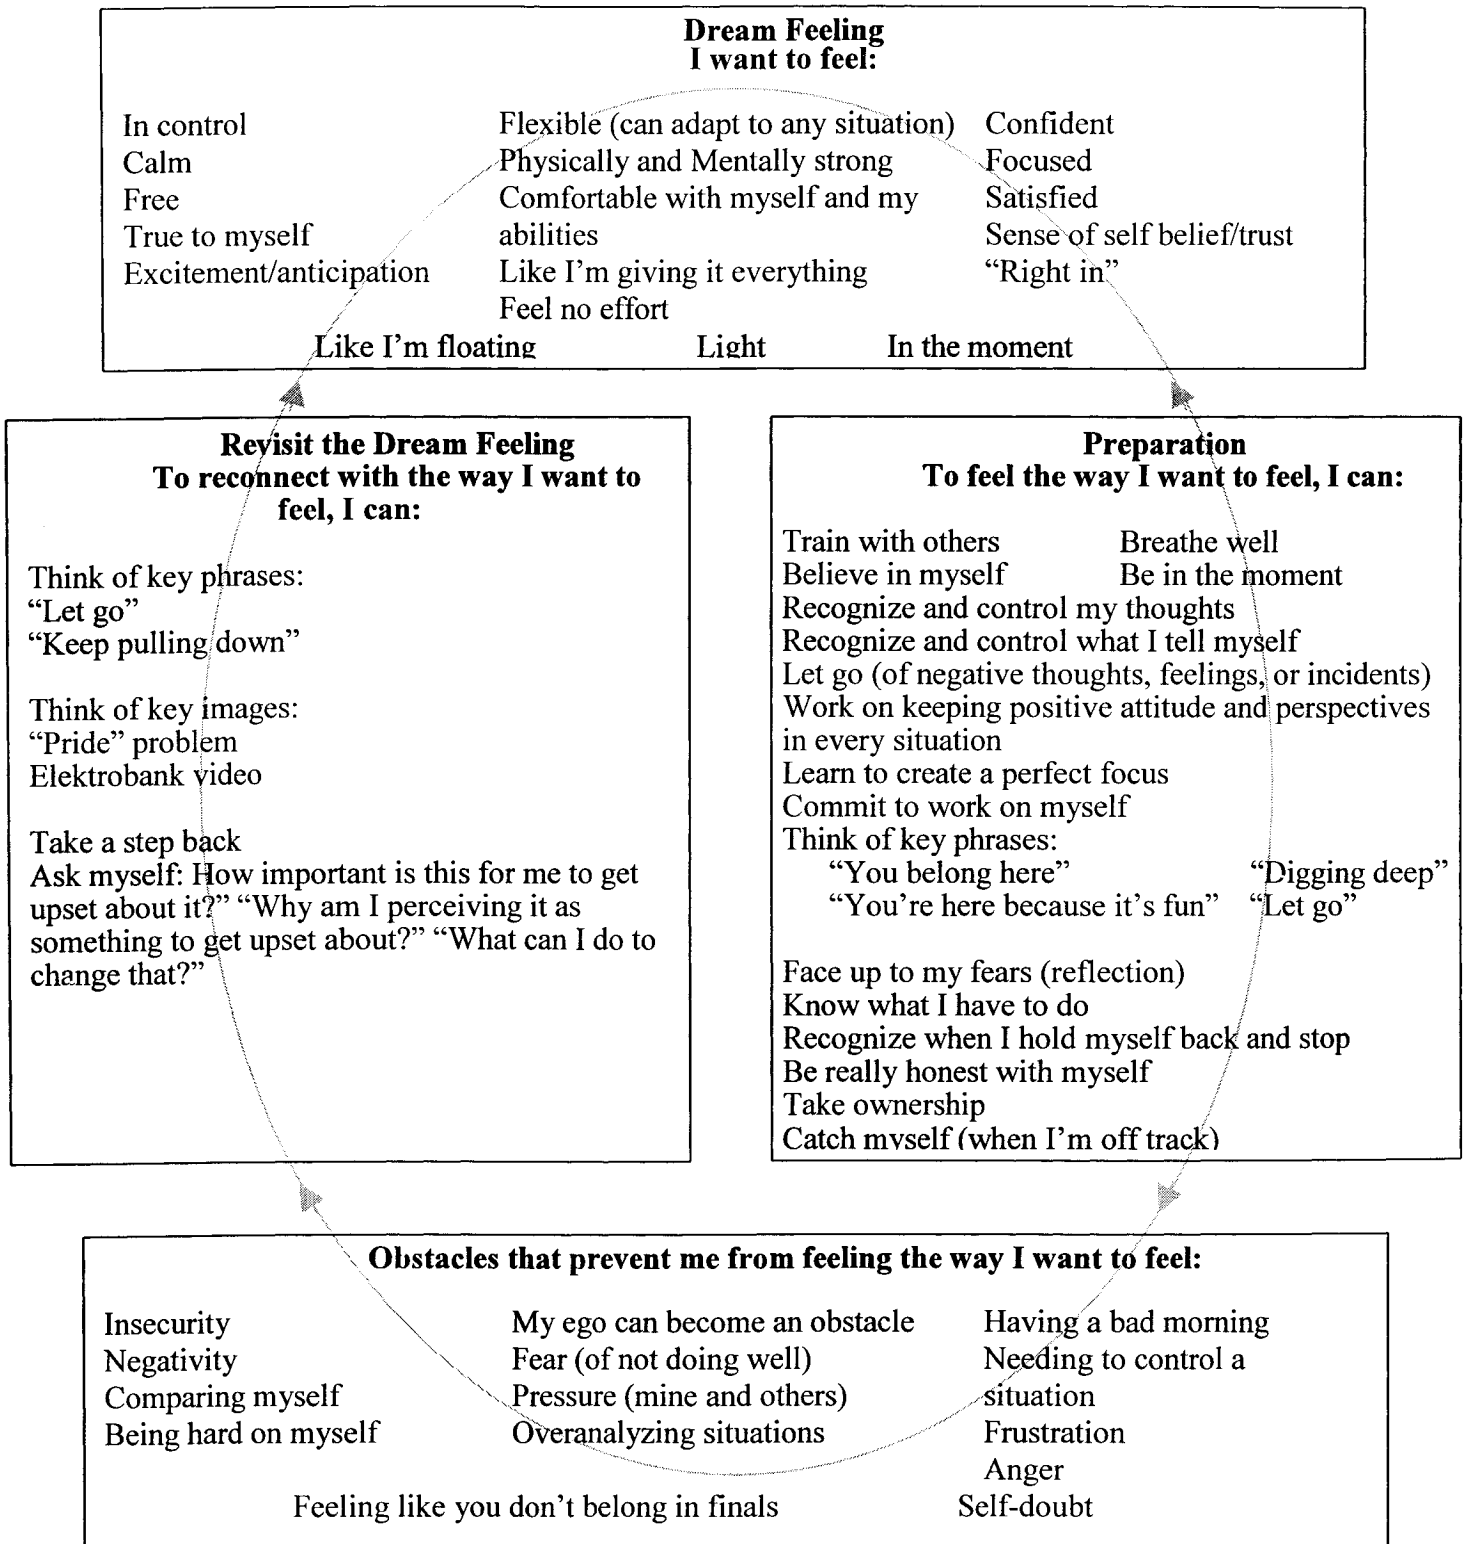 Dream Feeling
I want to feel:
In control
Calm
Free
True to myself
Excitement/anticipation
Flexible (can adapt to any situation)
Physically and Mentally strong
Comfortable with myself and my
abilities
Like I'm giving it everything
Feel no effort
Confident
Focused
Satisfied
Sense of self belief/trust
“Right in”
Like I'm floating Light In the moment
Revisit the Dream Feeling
To reconnect with the way I want to
feel, I can:
Think of key phrases:
“Let go”
“Keep pulling down”
Think of key images:
“Pride” problem
Elektrobank video
Take a step back
Ask myself: How important is this for me to get
upset about it?” “Why am I perceiving it as
something to get upset about?” “What can I do to
change that?”
Preparation
To feel the way I want to feel, I can:
Train with others Breathe well
Believe in myself Be in the moment
Recognize and control my thoughts
Recognize and control what I tell myself
Let go (of negative thoughts, feelings, or incidents)
Work on keeping positive attitude and perspectives
in every situation
Learn to create a perfect focus
Commit to work on myself
Think of key phrases:
“You belong here” “Digging deep”
“You're here because it's fun” “Let go”
Face up to my fears (reflection)
Know what I have to do
Recognize when I hold myself back and stop
Be really honest with myself
Take ownership
Catch myself (when I'm off track)
Obstacles that prevent me from feeling the way I want to feel:
Insecurity
Negativity
Comparing myself
Being hard on myself
My ego can become an obstacle
Fear (of not doing well)
Pressure (mine and others)
Overanalyzing situations
Having a bad morning
Needing to control a
situation
Frustration
Anger
Feeling like you don't belong in finals Self-doubt